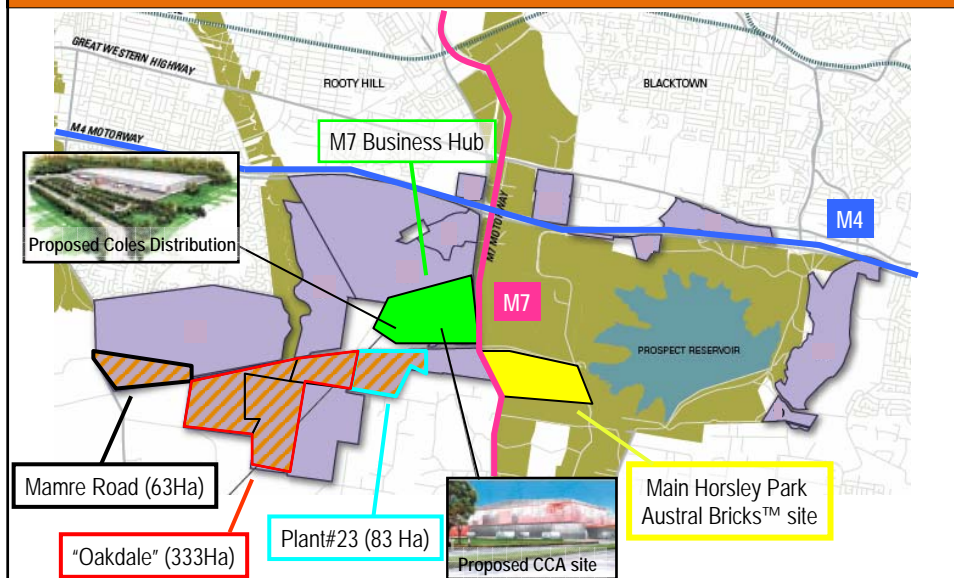 GREAT WESTERN HIGHWAY
ROOTY HILL
BLACKTOWN
M4 MOTORWAY
M7 Business Hub
M4
Proposed Coles Distribution
M7 MOTORWAY
M7
PROSPECT RESERVOIR
Mamre Road (63Ha)
"Oakdale" (333Ha)
Plant#23 (83 Ha)
Proposed CCA site
Main Horsley Park
Austral Bricks™ site